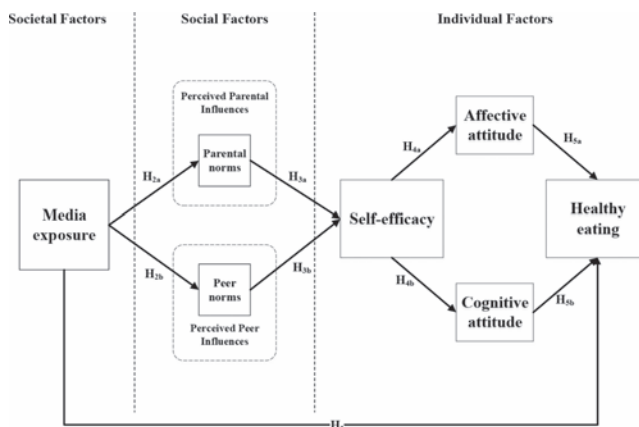 Societal Factors
Social Factors
Individual Factors
Perceived Parental
Influences
Parental
norms
Affective
attitude
H2a
H3a
H4a
H5a
Media
exposure
Self-efficacy
Healthy
eating
H2b
H3b
H4b
H5b
Peer
norms
Cognitive
attitude
Perceived Peer
Influences